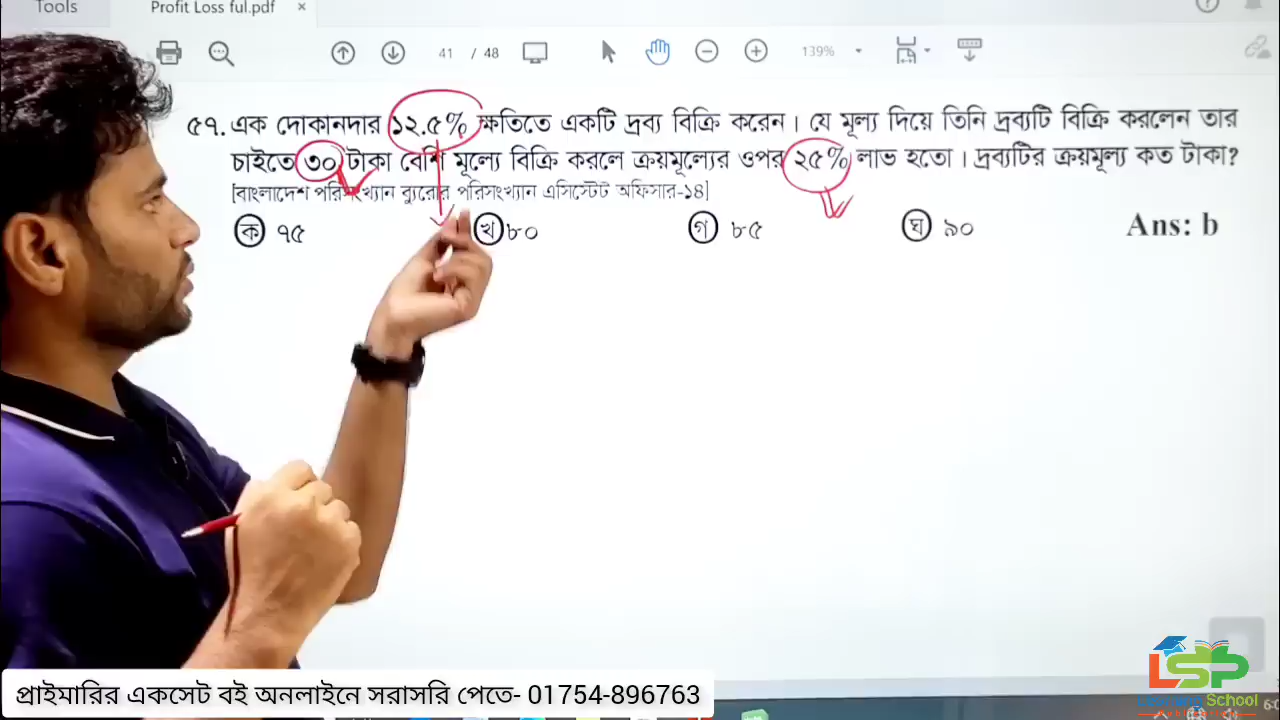 Tools
Profit Loss ful.pdf ×
41 / 48
139%
৫৭. এক দোকানদার ১২.৫% ক্ষতিতে একটি দ্রব্য বিক্রি করেন। যে মূল্য দিয়ে তিনি দ্রব্যটি বিক্রি করলেন তার
চাইতে ৩০ টাকা বেশি মূল্যে বিক্রি করলে ক্রয়মূল্যের ওপর ২৫% লাভ হতো। দ্রব্যটির ক্রয়মূল্য কত টাকা?
[বাংলাদেশ পরিসংখ্যান ব্যুরোর পরিসংখ্যান এসিস্টেট অফিসার-১৪]
ক ৭৫ খ ৮০ গ ৮৫ ঘ ৯০ Ans: b
LSP
Learning School
প্রাইমারির একসেট বই অনলাইনে সরাসরি পেতে- 01754-896763